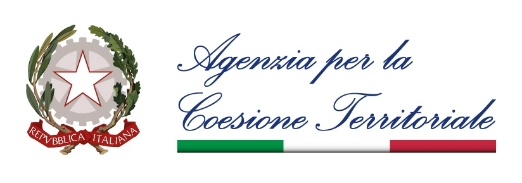 REPVBBLICA ITALIANA
Agenzia per la
Coesione Territoriale